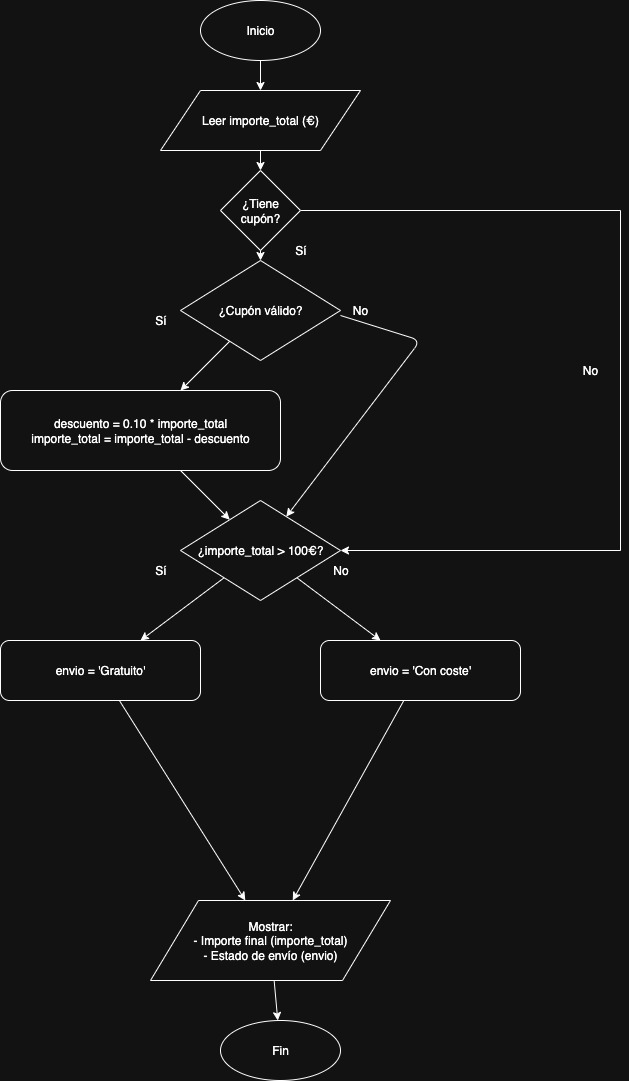 Inicio
Leer importe_total (€)
¿Tiene
cupón?
Sí
¿Cupón válido?
Sí
No
No
descuento = 0.10 * importe_total
importe_total = importe_total - descuento
¿importe_total > 100€?
Sí
No
envio = 'Gratuito'
envio = 'Con coste'
Mostrar:
- Importe final (importe_total)
- Estado de envío (envio)
Fin